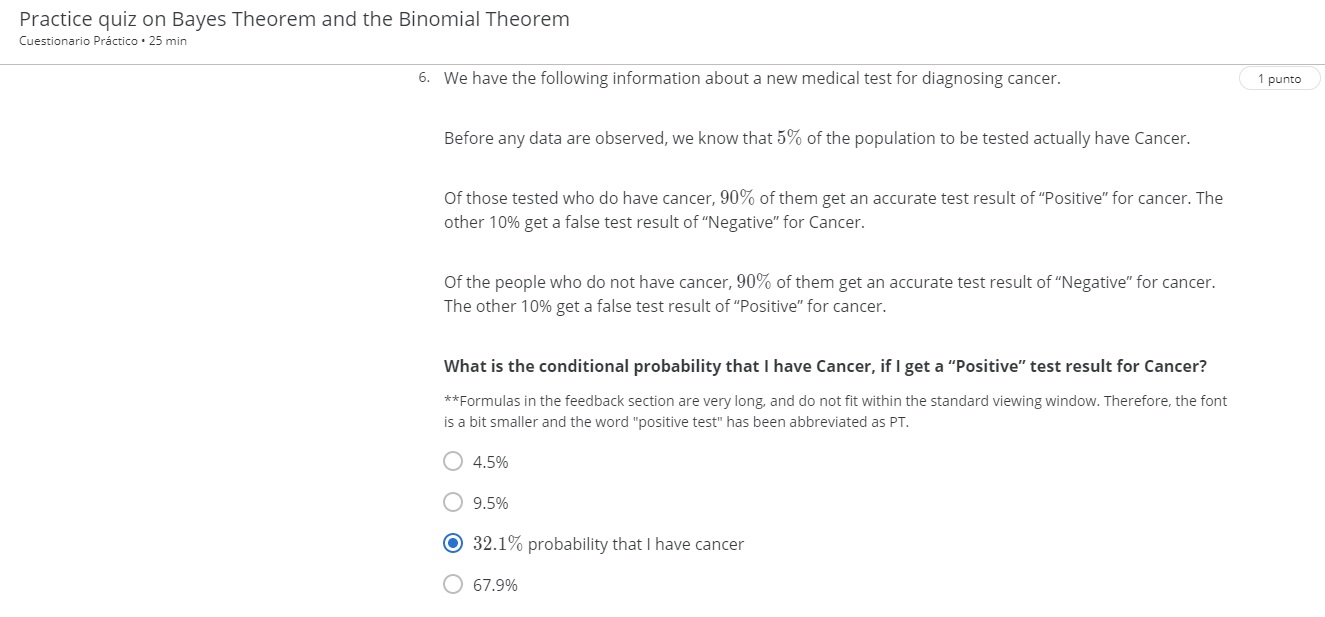 Practice quiz on Bayes Theorem and the Binomial Theorem
Cuestionario Práctico • 25 min
6. We have the following information about a new medical test for diagnosing cancer.
1 punto
Before any data are observed, we know that 5% of the population to be tested actually have Cancer.
Of those tested who do have cancer, 90% of them get an accurate test result of “Positive” for cancer. The
other 10% get a false test result of “Negative” for Cancer.
Of the people who do not have cancer, 90% of them get an accurate test result of “Negative” for cancer.
The other 10% get a false test result of “Positive” for cancer.
What is the conditional probability that I have Cancer, if I get a “Positive” test result for Cancer?
**Formulas in the feedback section are very long, and do not fit within the standard viewing window. Therefore, the font
is a bit smaller and the word "positive test" has been abbreviated as PT.
4.5%
9.5%
32.1% probability that I have cancer
67.9%